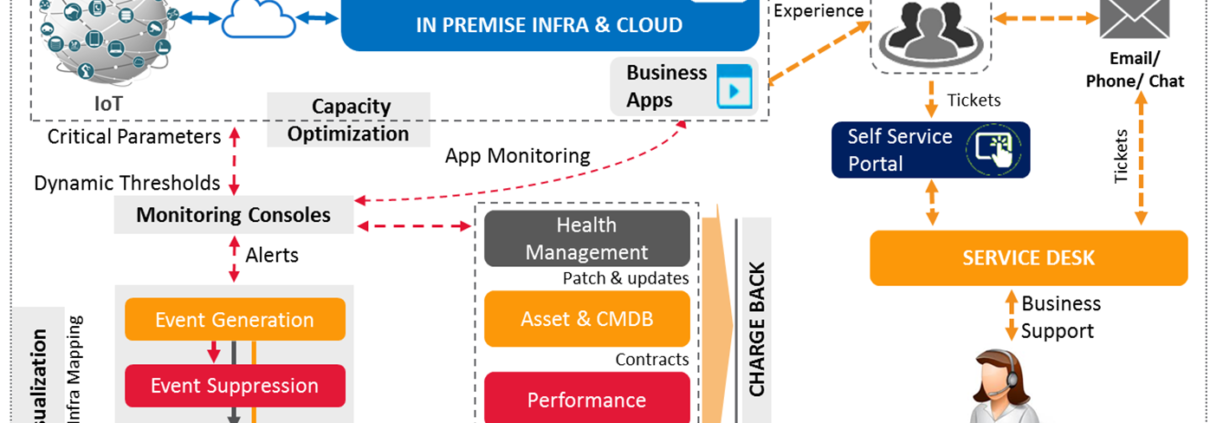 IN PREMISE INFRA & CLOUD
Experience
Business
Apps
IoT
Capacity
Optimization
Email/
Phone/ Chat
Tickets
Critical Parameters
App Monitoring
Self Service
Portal
Tickets
Dynamic Thresholds
Monitoring Consoles
Health
Management
Alerts
Patch & updates
SERVICE DESK
Event Generation
Asset & CMDB
CHARGE BACK
Business
Support
Contracts
Event Suppression
Performance
Infra Mapping